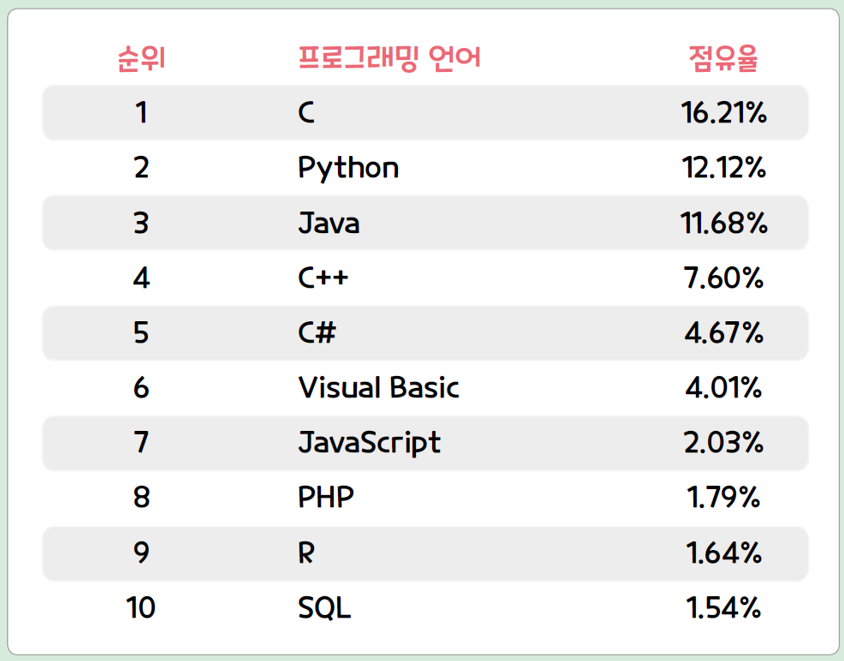 순위 프로그래밍 언어 점유율
1 C 16.21%
2 Python 12.12%
3 Java 11.68%
4 C++ 7.60%
5 C# 4.67%
6 Visual Basic 4.01%
7 JavaScript 2.03%
8 PHP 1.79%
9 R 1.64%
10 SQL 1.54%